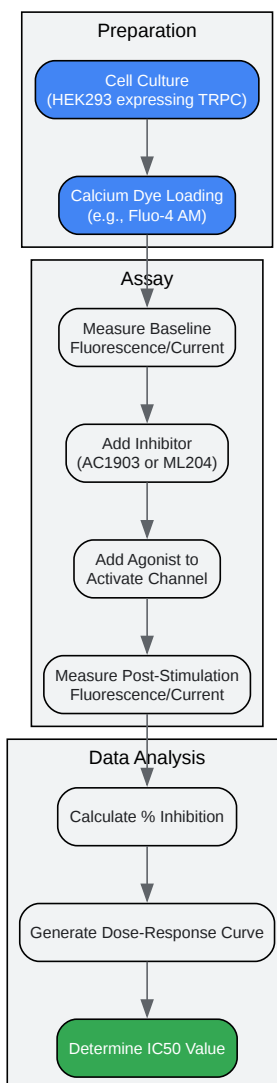 Preparation
Cell Culture
(HEK293 expressing TRPC)
Calcium Dye Loading
(e.g., Fluo-4 AM)
Assay
Measure Baseline
Fluorescence/Current
Add Inhibitor
(AC1903 or ML204)
Add Agonist to
Activate Channel
Measure Post-Stimulation
Fluorescence/Current
Data Analysis
Calculate % Inhibition
Generate Dose-Response Curve
Determine IC50 Value